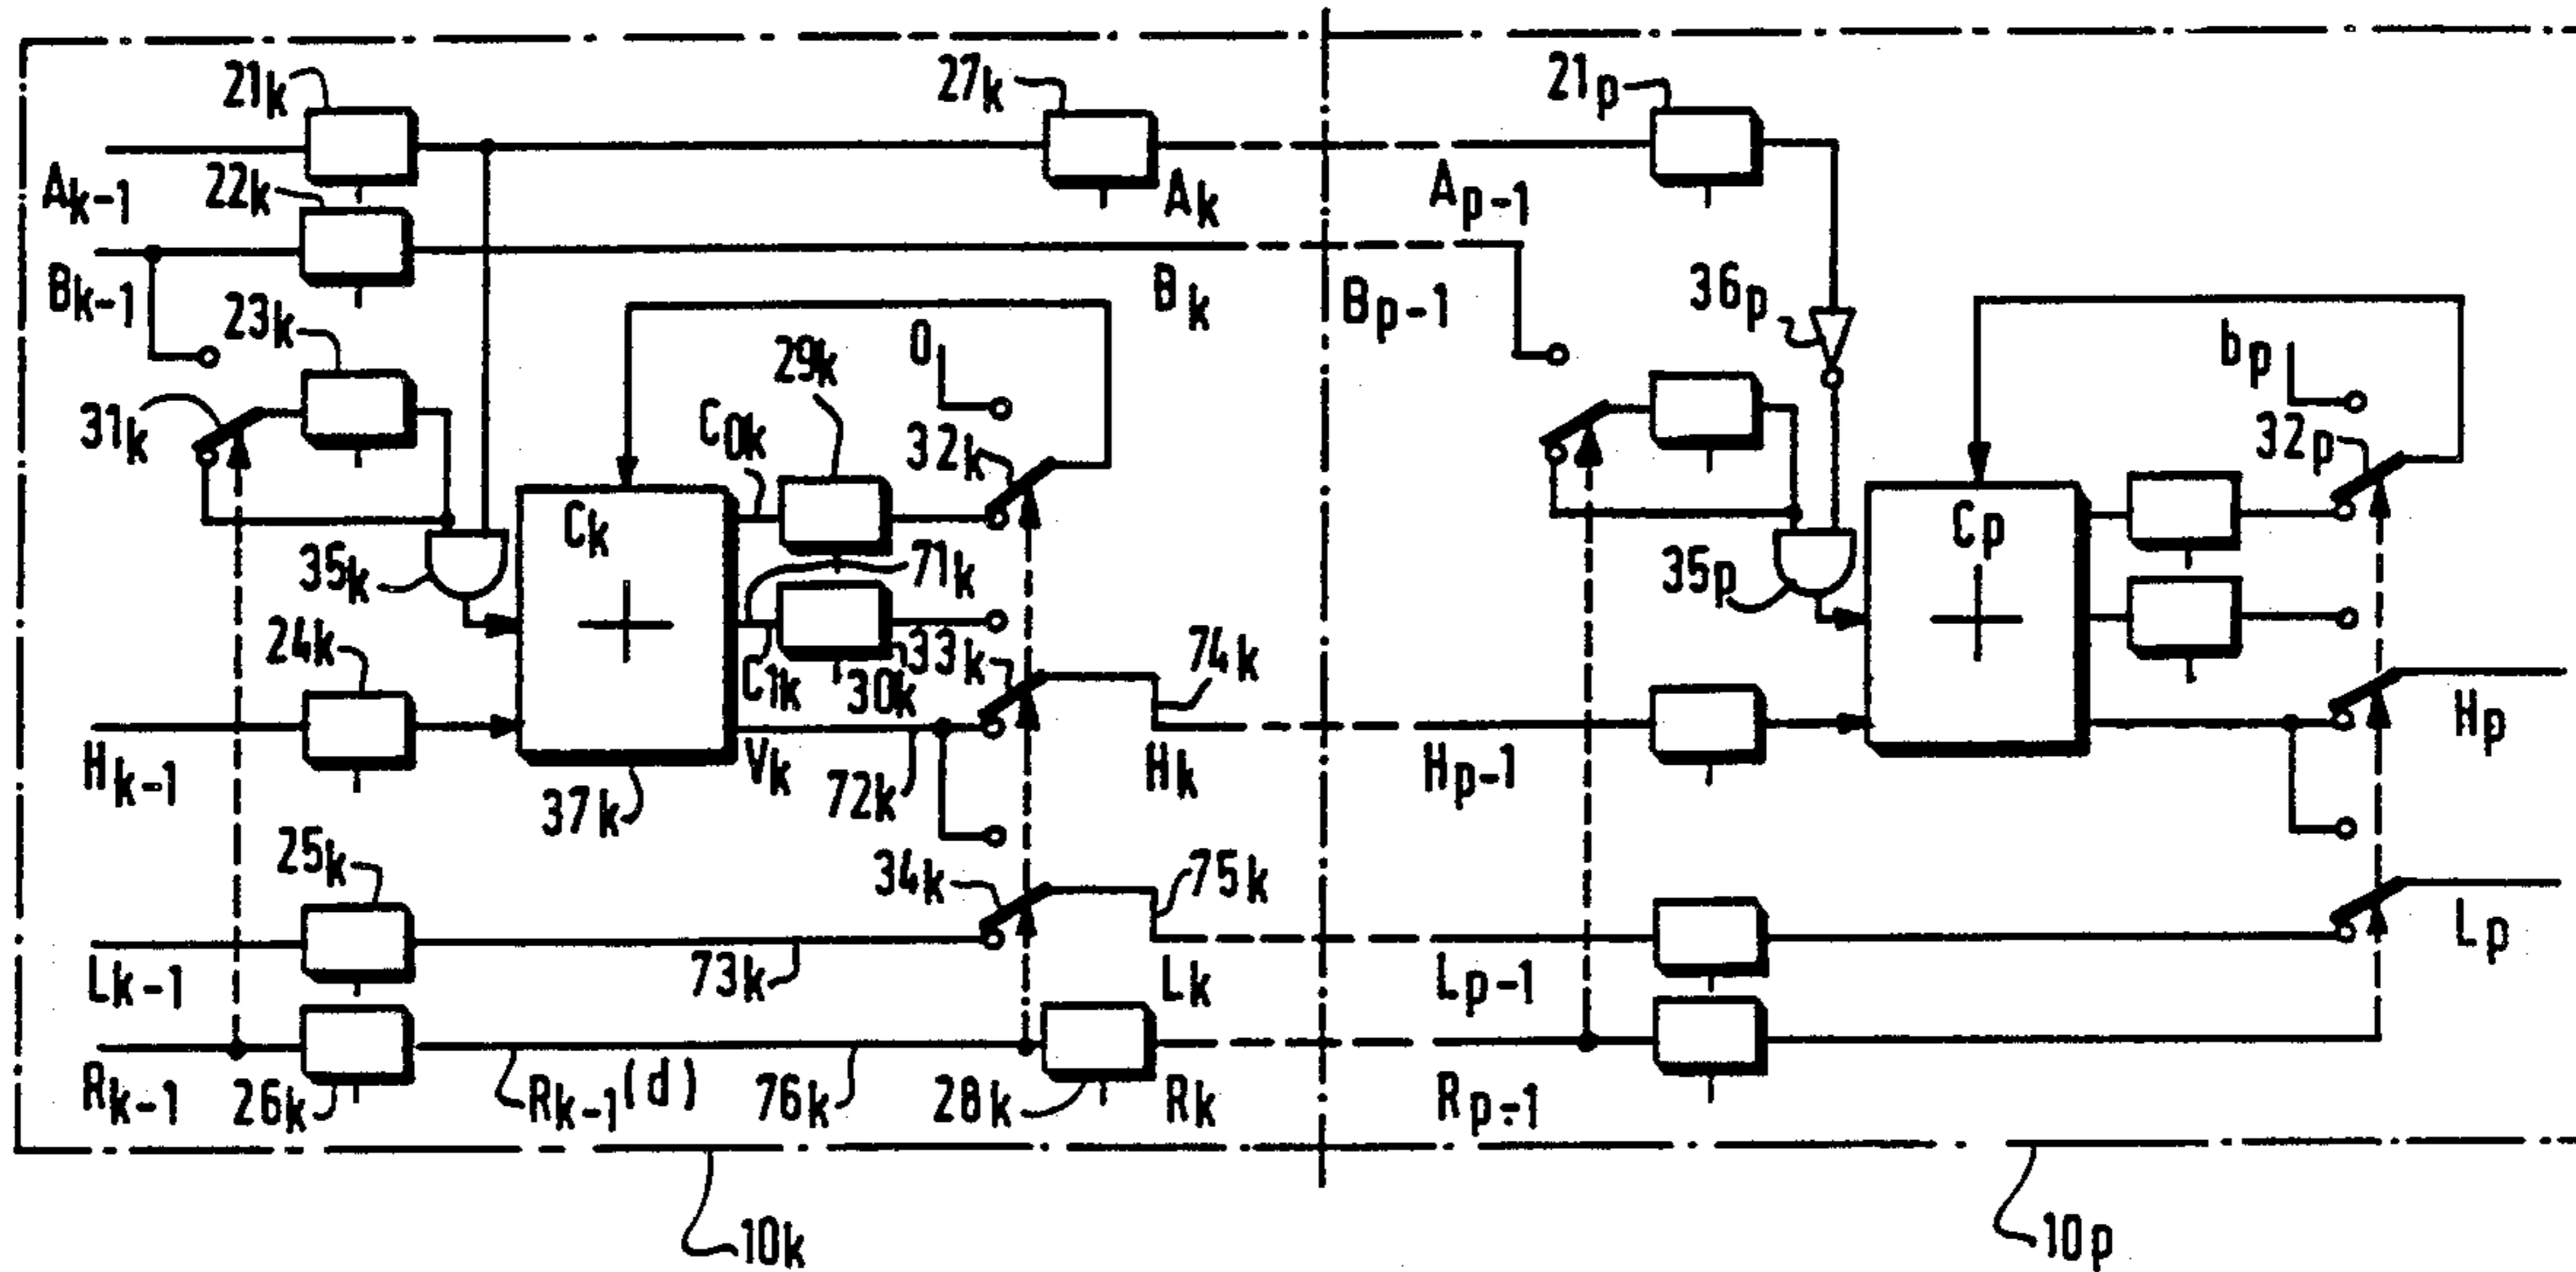 21k
27k
21p
Ak-1
22k
Ak
Ap-1
Bk-1
Bk
Bp-1
36p
23k
0
29k
bp
31k
C0k
32k
32p
Ck
Cp
35k
71k
35p
24k
C1k
30k
33k
74k
Hk-1
Vk
72k
Hk
Hp-1
Hp
37k
25k
34k
75k
Lk-1
73k
Lk
Lp-1
Lp
Rk-1
26k
Rk-1(d)
76k
28k
Rk
Rp-1
10k
10p